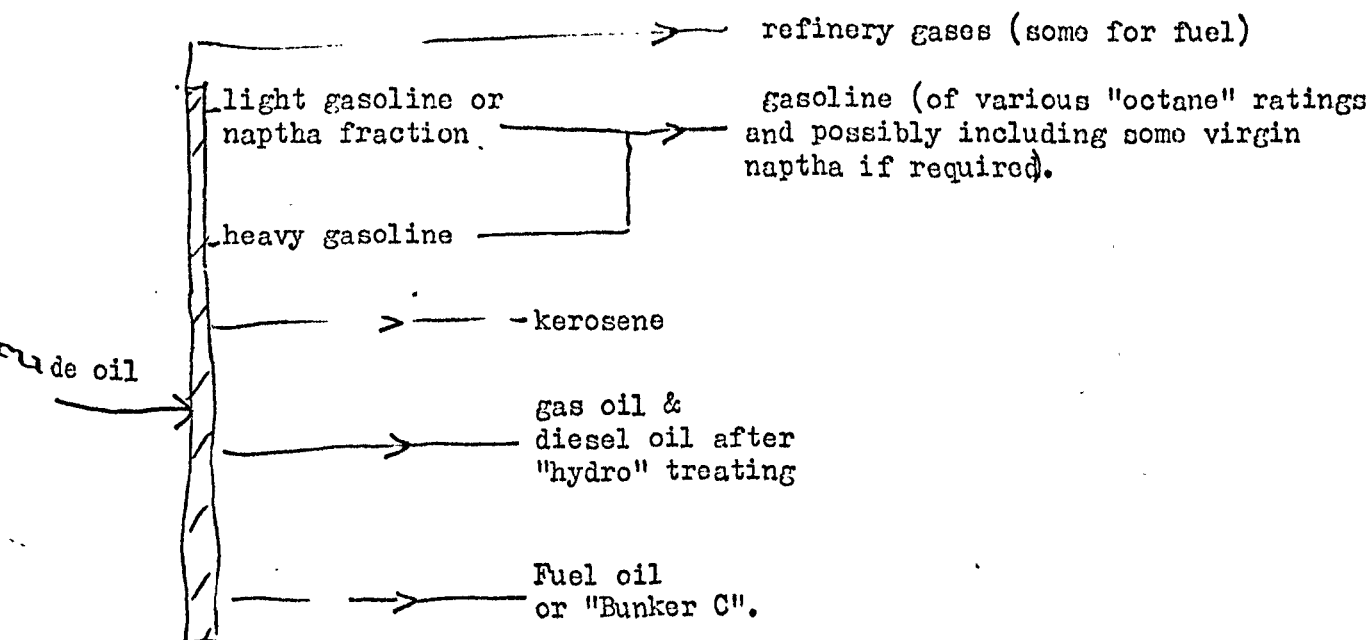 refinery gases (some for fuel)
light gasoline or
naptha fraction
gasoline (of various "octane" ratings
and possibly including some virgin
naptha if required).
heavy gasoline
kerosene
de oil
gas oil &
diesel oil after
"hydro" treating
Fuel oil
or "Bunker C".